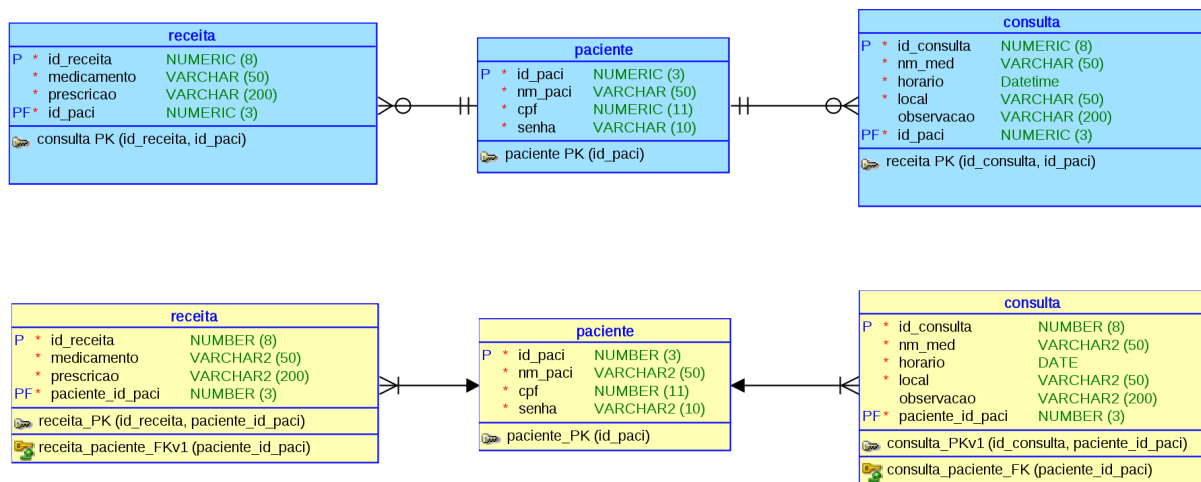 receita
P * id_receita NUMERIC (8)
* medicamento VARCHAR (50)
* prescricao VARCHAR (200)
PF* id_paci NUMERIC (3)
consulta PK (id_receita, id_paci)
paciente
P * id_paci NUMERIC (3)
* nm_paci VARCHAR (50)
* cpf NUMERIC (11)
* senha VARCHAR (10)
paciente PK (id_paci)
consulta
P * id_consulta NUMERIC (8)
* nm_med VARCHAR (50)
* horario Datetime
* local VARCHAR (50)
observacao VARCHAR (200)
PF* id_paci NUMERIC (3)
receita PK (id_consulta, id_paci)
receita
P * id_receita NUMBER (8)
* medicamento VARCHAR2 (50)
* prescricao VARCHAR2 (200)
PF* paciente_id_paci NUMBER (3)
receita_PK (id_receita, paciente_id_paci)
receita_paciente_FKv1 (paciente_id_paci)
paciente
P * id_paci NUMBER (3)
* nm_paci VARCHAR2 (50)
* cpf NUMBER (11)
* senha VARCHAR2 (10)
paciente_PK (id_paci)
consulta
P * id_consulta NUMBER (8)
* nm_med VARCHAR2 (50)
* horario DATE
* local VARCHAR2 (50)
observacao VARCHAR2 (200)
PF* paciente_id_paci NUMBER (3)
consulta_PKv1 (id_consulta, paciente_id_paci)
consulta_paciente_FK (paciente_id_paci)